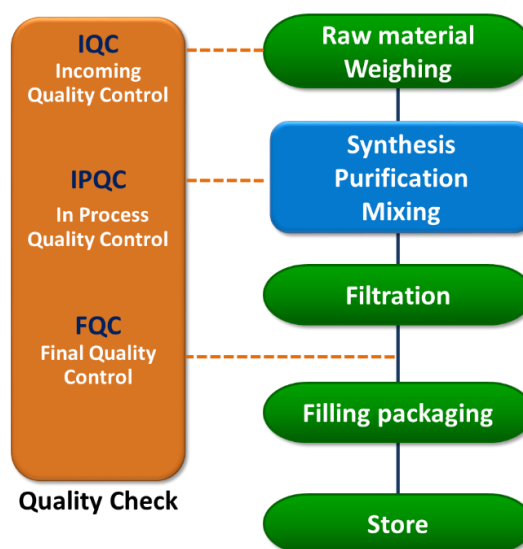 IQC
Incoming
Quality Control
IPQC
In Process
Quality Control
FQC
Final Quality
Control
Quality Check
Raw material
Weighing
Synthesis
Purification
Mixing
Filtration
Filling packaging
Store